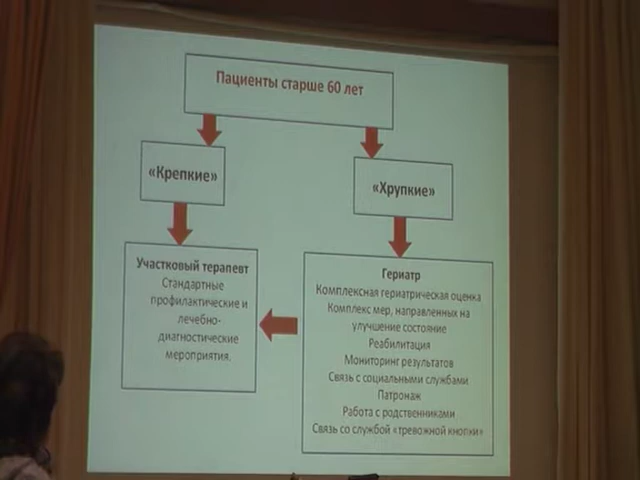 Пациенты старше 60 лет
«Крепкие»
«Хрупкие»
Участковый терапевт
Стандартные
профилактические и
лечебно-
диагностические
мероприятия.
Гериатр
Комплексная гериатрическая оценка
Комплекс мер, направленных на
улучшение состояние
Реабилитация
Мониторинг результатов
Связь с социальными службами
Патронаж
Работа с родственниками
Связь со службой «тревожной кнопки»